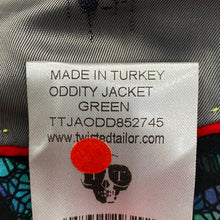 MADE IN TURKEY
ODDITY JACKET
GREEN
TTJAODD852745
www.twistedtailor.com